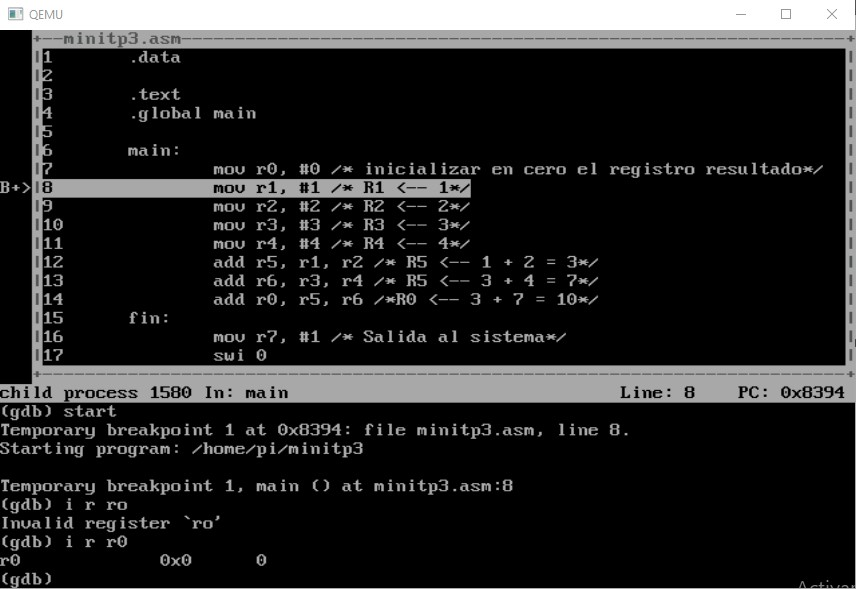 QEMU
minitp3.asm
1 .data
2
3 .text
4 .global main
5
6 main:
7 mov r0, #0 /* inicializar en cero el registro resultado*/
B+> 8 mov r1, #1 /* R1 <-- 1*/
9 mov r2, #2 /* R2 <-- 2*/
10 mov r3, #3 /* R3 <-- 3*/
11 mov r4, #4 /* R4 <-- 4*/
12 add r5, r1, r2 /* R5 <-- 1 + 2 = 3*/
13 add r6, r3, r4 /* R5 <-- 3 + 4 = 7*/
14 add r0, r5, r6 /*R0 <-- 3 + 7 = 10*/
15 fin:
16 mov r7, #1 /* Salida al sistema*/
17 swi 0
child process 1580 In: main Line: 8 PC: 0x8394
(gdb) start
Temporary breakpoint 1 at 0x8394: file minitp3.asm, line 8.
Starting program: /home/pi/minitp3
Temporary breakpoint 1, main () at minitp3.asm:8
(gdb) i r ro
Invalid register `ro'
(gdb) i r r0
r0 0x0 0
(gdb)